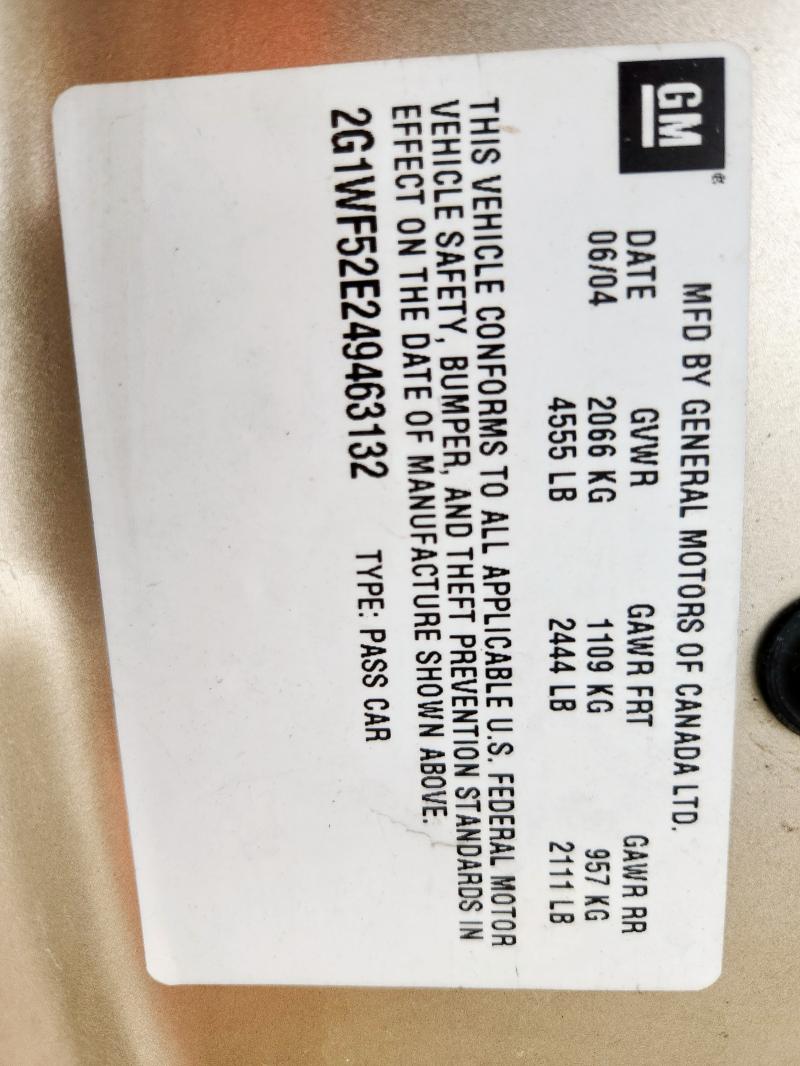 GM®
MFD BY GENERAL MOTORS OF CANADA LTD.
DATE GVWR GAWR FRT GAWR RR
06/04 2066 KG 1109 KG 957 KG
4555 LB 2444 LB 2111 LB
THIS VEHICLE CONFORMS TO ALL APPLICABLE U.S. FEDERAL MOTOR
VEHICLE SAFETY, BUMPER, AND THEFT PREVENTION STANDARDS IN
EFFECT ON THE DATE OF MANUFACTURE SHOWN ABOVE.
2G1WF52E249463132 TYPE: PASS CAR